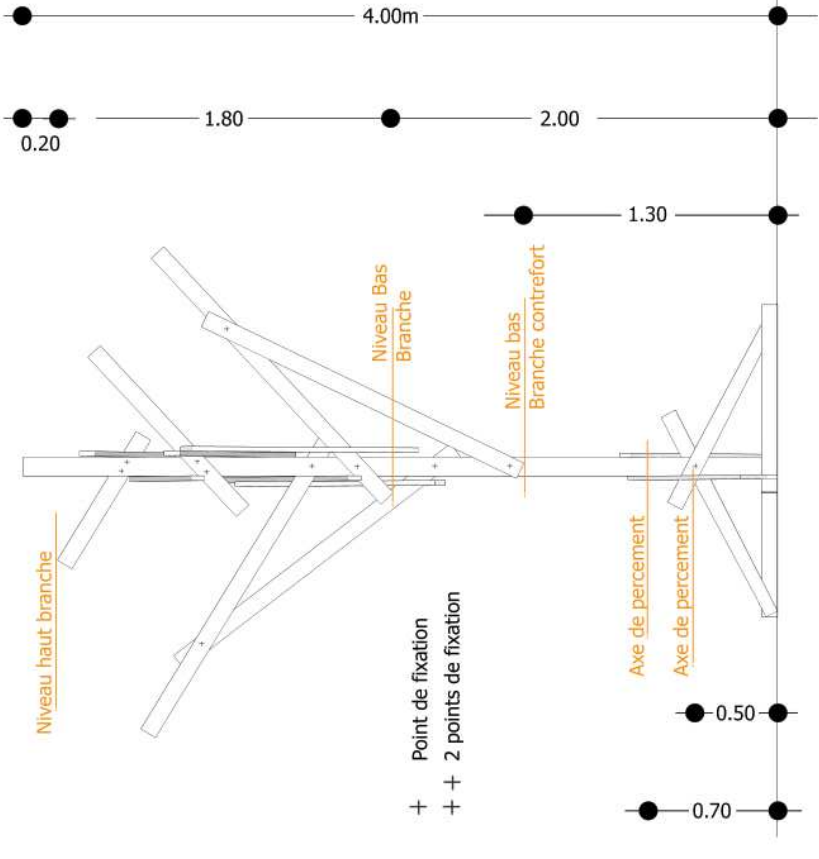 4.00m
1.80
2.00
0.20
1.30
Niveau haut branche
Niveau Bas
Branche
Niveau bas
Branche contrefort
Axe de percement
Axe de percement
+ Point de fixation
+ + 2 points de fixation
0.50
0.70